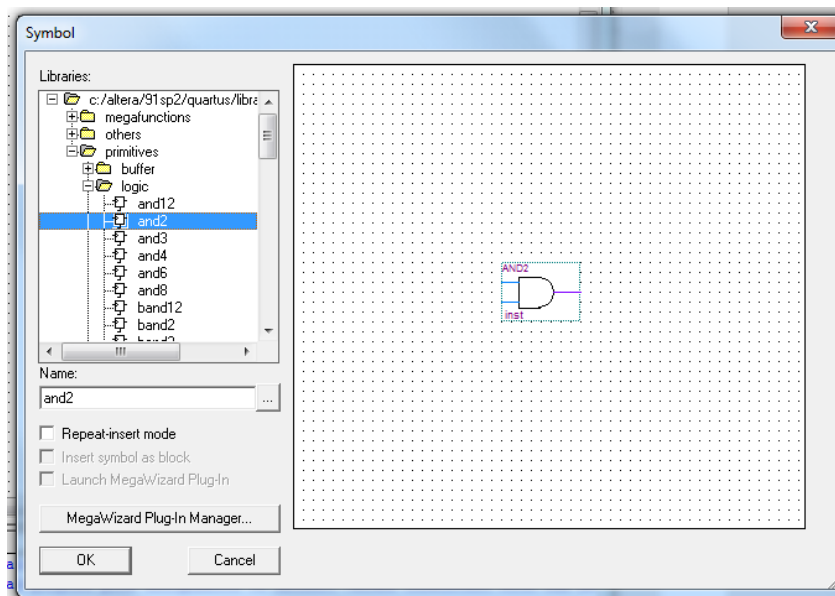 Symbol
Libraries:
c:/altera/91sp2/quartus/libra
megafunctions
others
primitives
buffer
logic
and12
and2
and3
and4
and6
and8
band12
band2
Name:
and2
...
Repeat-insert mode
Insert symbol as block
Launch MegaWizard Plug-In
MegaWizard Plug-In Manager...
OK
Cancel
AND2
inst